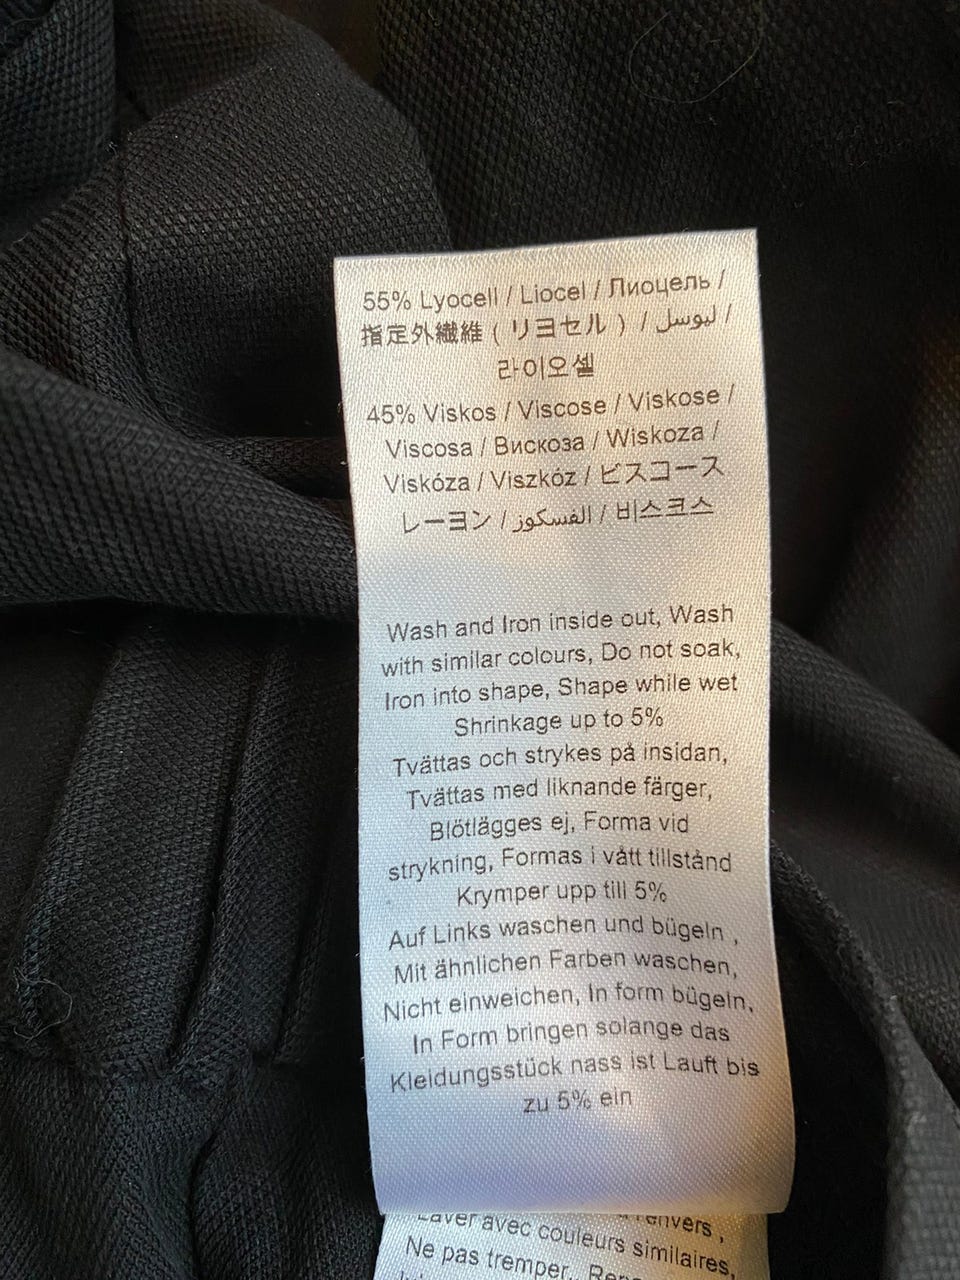 55% Lyocell / Liocel / Лиоцель /
指定外繊維 ( リヨセル ) / ليوسل /
라이오셀
45% Viskos / Viscose / Viskose /
Viscosa / Вискоза / Wiskoza /
Viskóza / Viszkóz / ビスコース
レーヨン / الفسكوز / 비스코스
Wash and Iron inside out, Wash
with similar colours, Do not soak,
Iron into shape, Shape while wet
Shrinkage up to 5%
Tvättas och strykes på insidan,
Tvättas med liknande färger,
Blötlägges ej, Forma vid
strykning, Formas i vått tillstånd
Krymper upp till 5%
Auf Links waschen und bügeln ,
Mit ähnlichen Farben waschen,
Nicht einweichen, In form bügeln,
In Form bringen solange das
Kleidungsstück nass ist Lauft bis
zu 5% ein
Laver avec couleurs similaires,
Ne pas tremper,